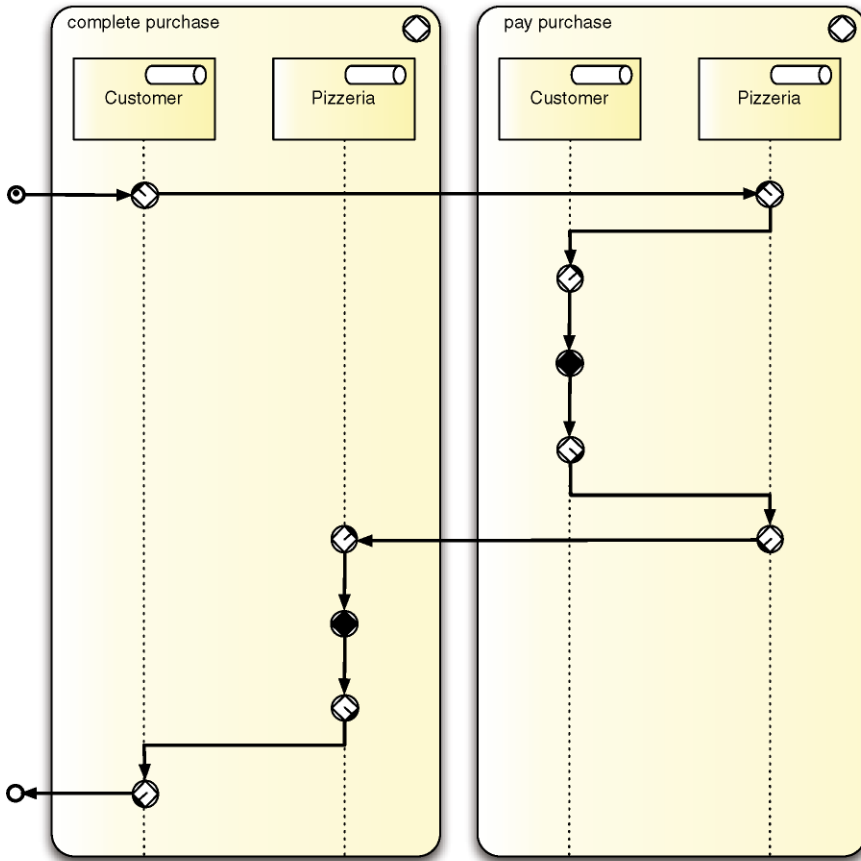 complete purchase
pay purchase
Customer
Pizzeria
Customer
Pizzeria